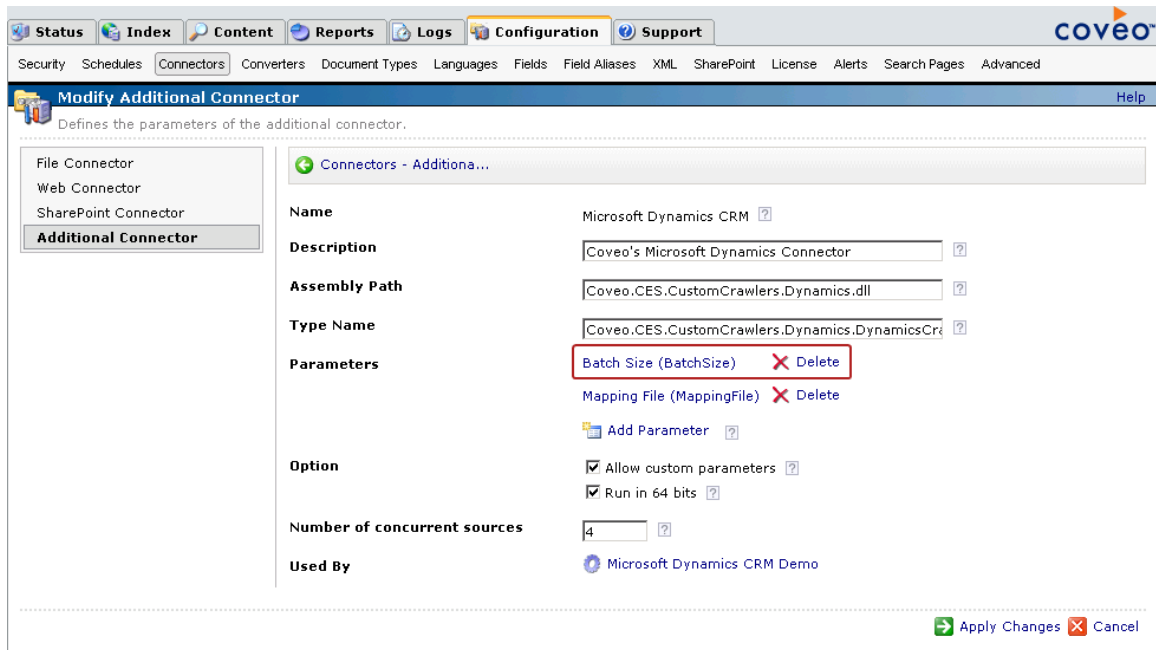 Status Index Content Reports Logs Configuration Support coveo™
Security Schedules Connectors Converters Document Types Languages Fields Field Aliases XML SharePoint License Alerts Search Pages Advanced
Modify Additional Connector Help
Defines the parameters of the additional connector.
File Connector
Web Connector
SharePoint Connector
Additional Connector
Connectors - Additiona...
Name Microsoft Dynamics CRM ?
Description Coveo's Microsoft Dynamics Connector ?
Assembly Path Coveo.CES.CustomCrawlers.Dynamics.dll ?
Type Name Coveo.CES.CustomCrawlers.Dynamics.DynamicsCra ?
Parameters Batch Size (BatchSize) Delete
Mapping File (MappingFile) Delete
Add Parameter ?
Option Allow custom parameters ?
Run in 64 bits ?
Number of concurrent sources 4 ?
Used By Microsoft Dynamics CRM Demo
Apply Changes Cancel